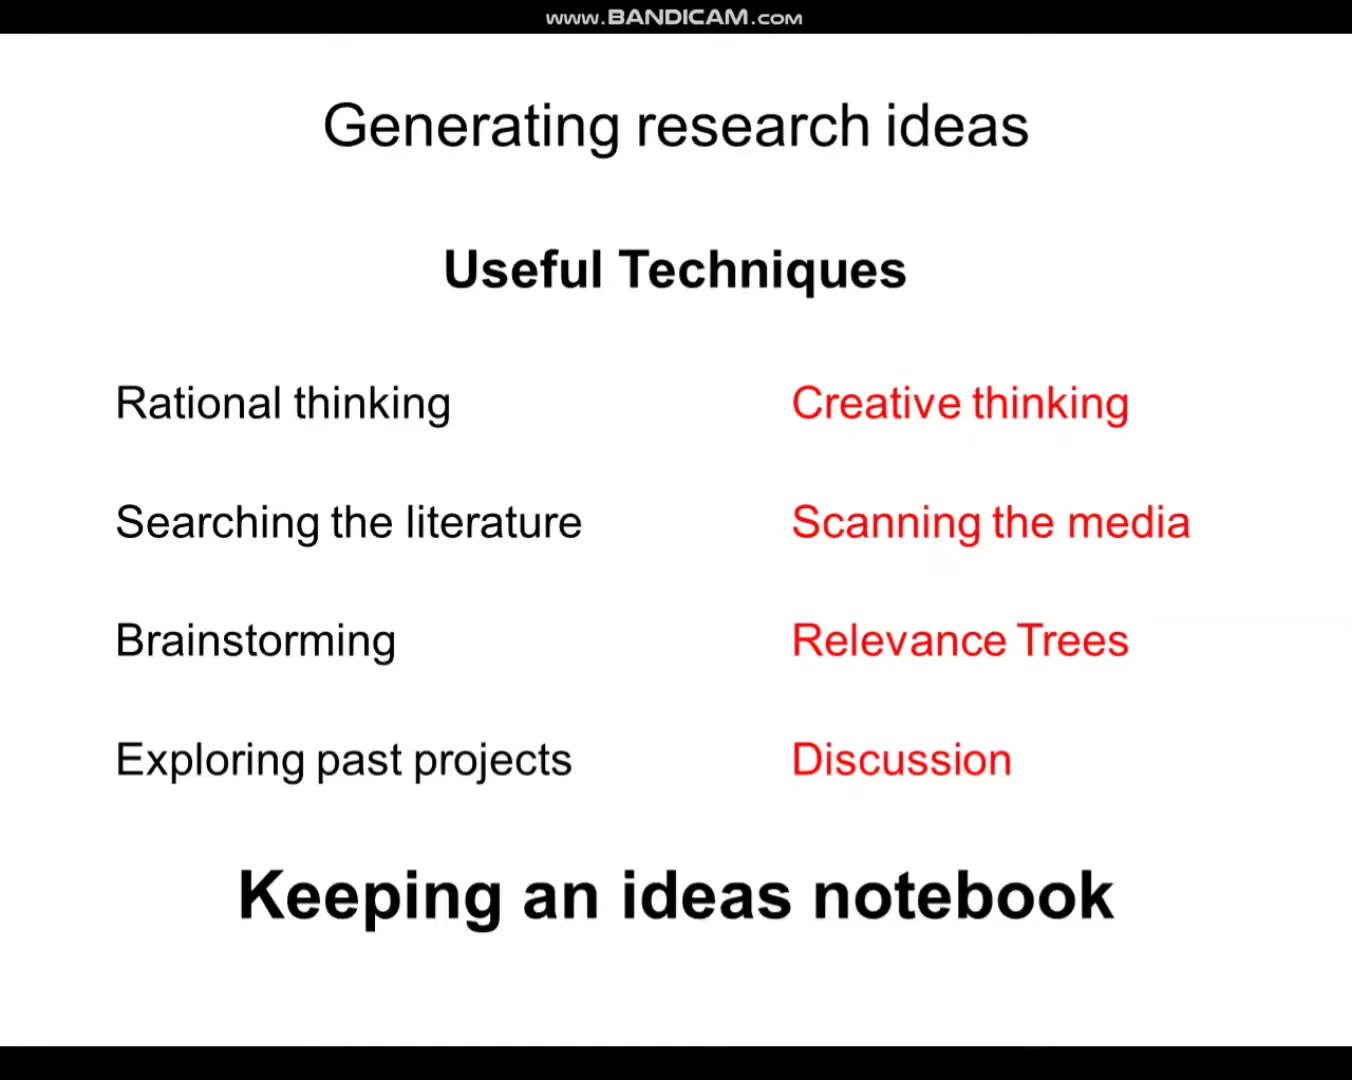 www.BANDICAM.com
Generating research ideas
Useful Techniques
Rational thinking
Creative thinking
Searching the literature
Scanning the media
Brainstorming
Relevance Trees
Exploring past projects
Discussion
Keeping an ideas notebook